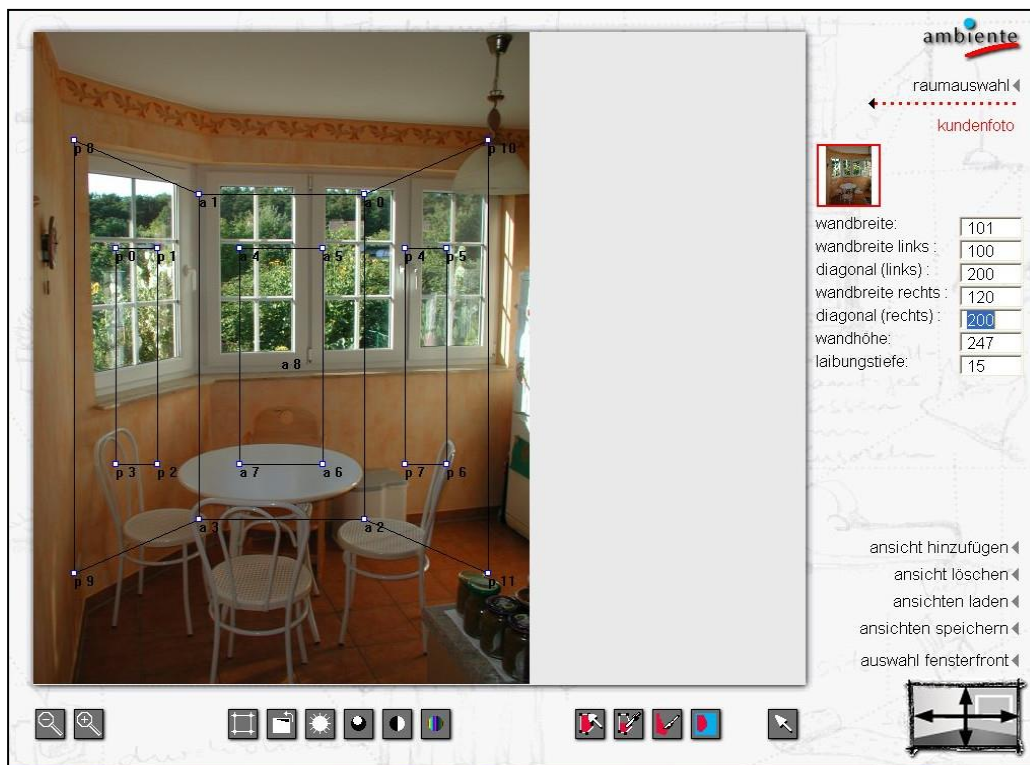 ambiente
raumauswahl
kundenfoto
wandbreite: 101
wandbreite links : 100
diagonal (links) : 200
wandbreite rechts : 120
diagonal (rechts) : 200
wandhöhe: 247
laibungstiefe: 15
p 8
p 10
a 1
a 0
p 0
p 1
a 4
a 5
p 4
p 5
a 8
p 3
p 2
a 7
a 6
p 7
p 6
a 3
a 2
p 9
p 11
ansicht hinzufügen
ansicht löschen
ansichten laden
ansichten speichern
auswahl fensterfront